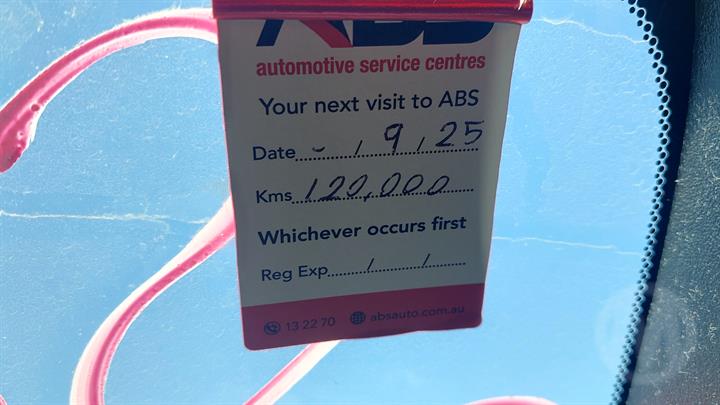 ABS
automotive service centres
Your next visit to ABS
Date - / 9 / 25
Kms 120,000
Whichever occurs first
Reg Exp / /
13 22 70 absauto.com.au